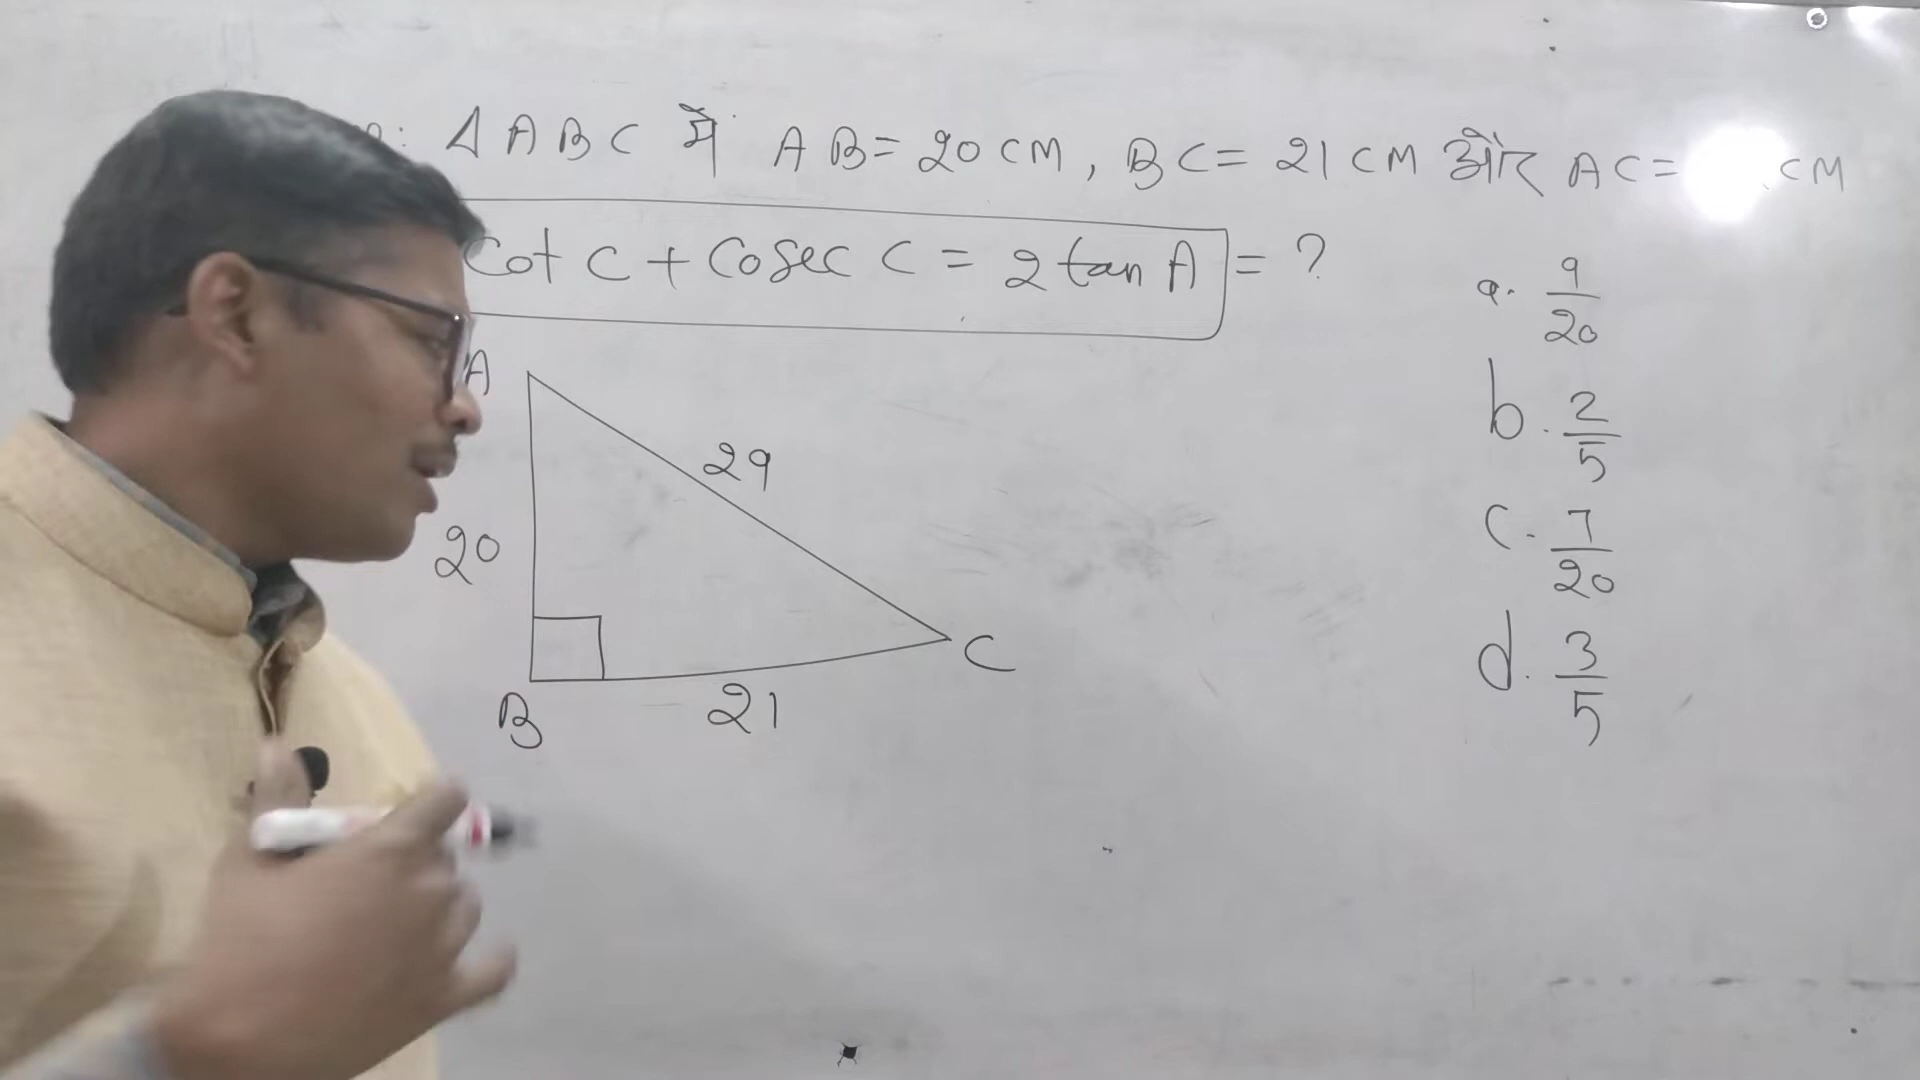 Δ A B C में AB = 20 CM, BC = 21 CM और AC = CM
Cot C + Cosec C = 2 tan A = ?
A
29
20
B
21
C
a. 9/20
b. 2/5
c. 7/20
d. 3/5